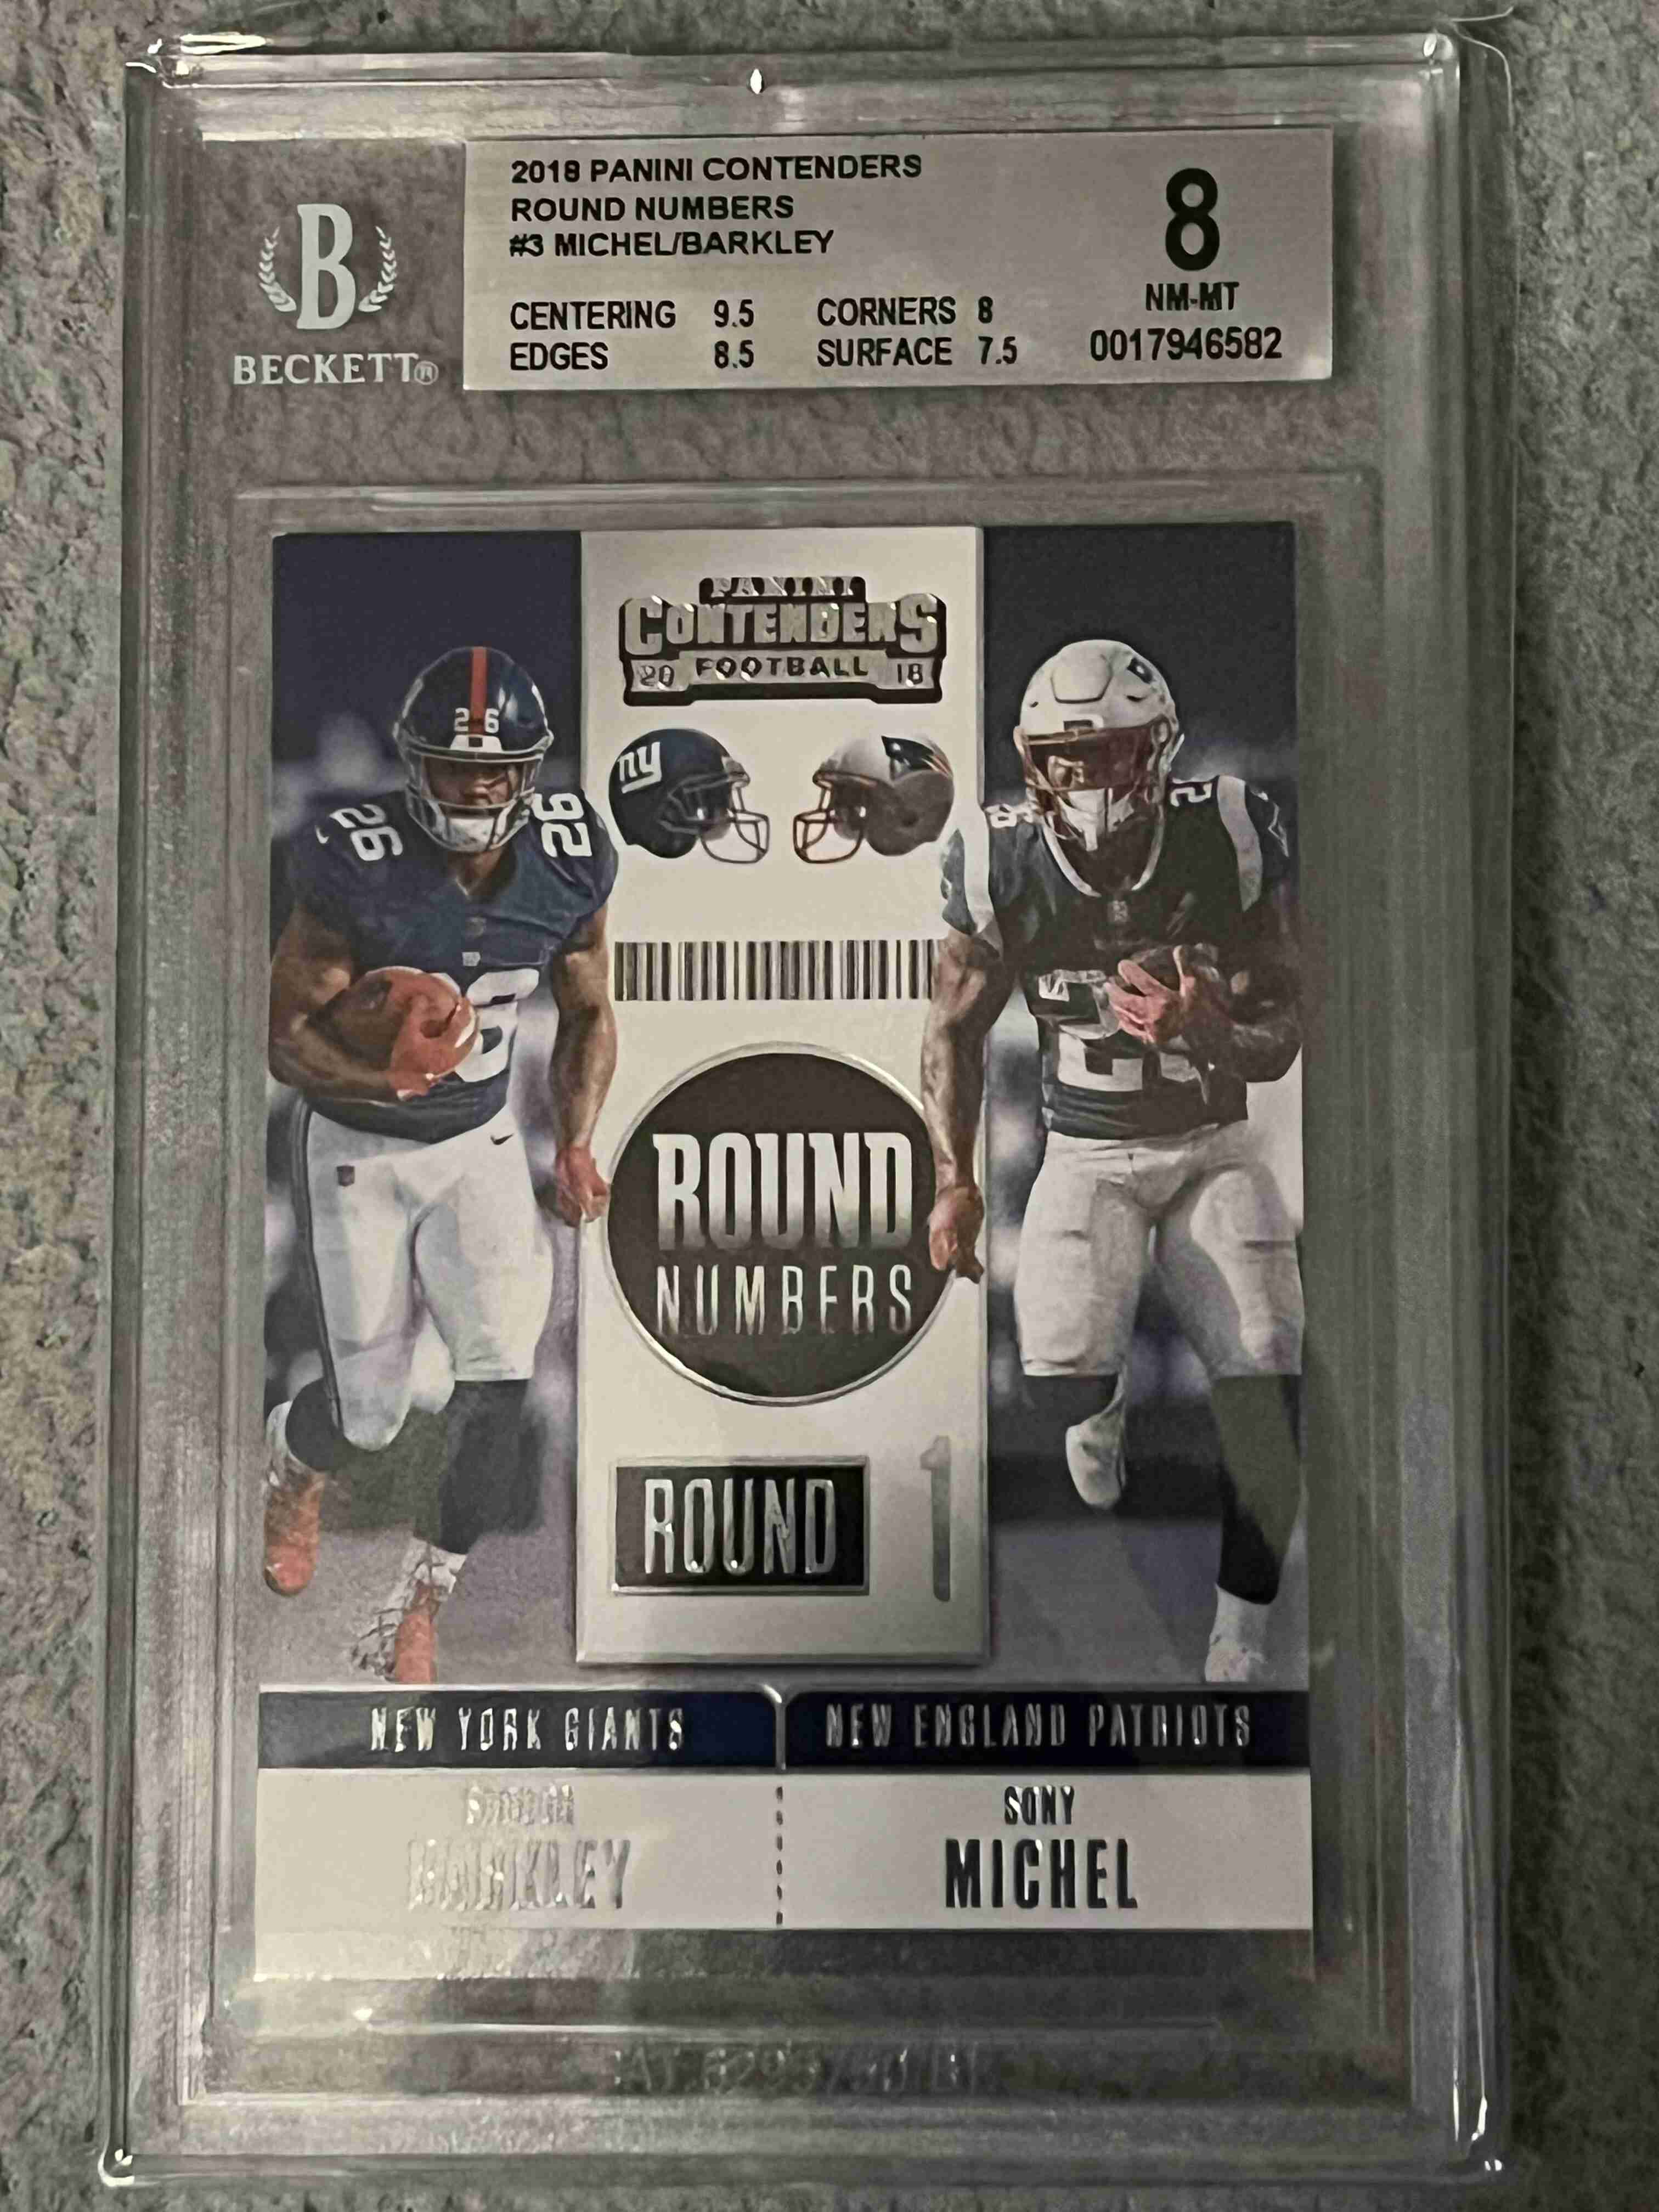 2018 PANINI CONTENDERS
ROUND NUMBERS
#3 MICHEL/BARKLEY
8
NM-MT
0017946582
CENTERING 9.5 CORNERS 8
EDGES 8.5 SURFACE 7.5
B
BECKETT®
PANINI
CONTENDERS
20 FOOTBALL 18
26
ny
26
26
ROUND
NUMBERS
ROUND 1
NEW YORK GIANTS
NEW ENGLAND PATRIOTS
BARKLEY
SONY
MICHEL